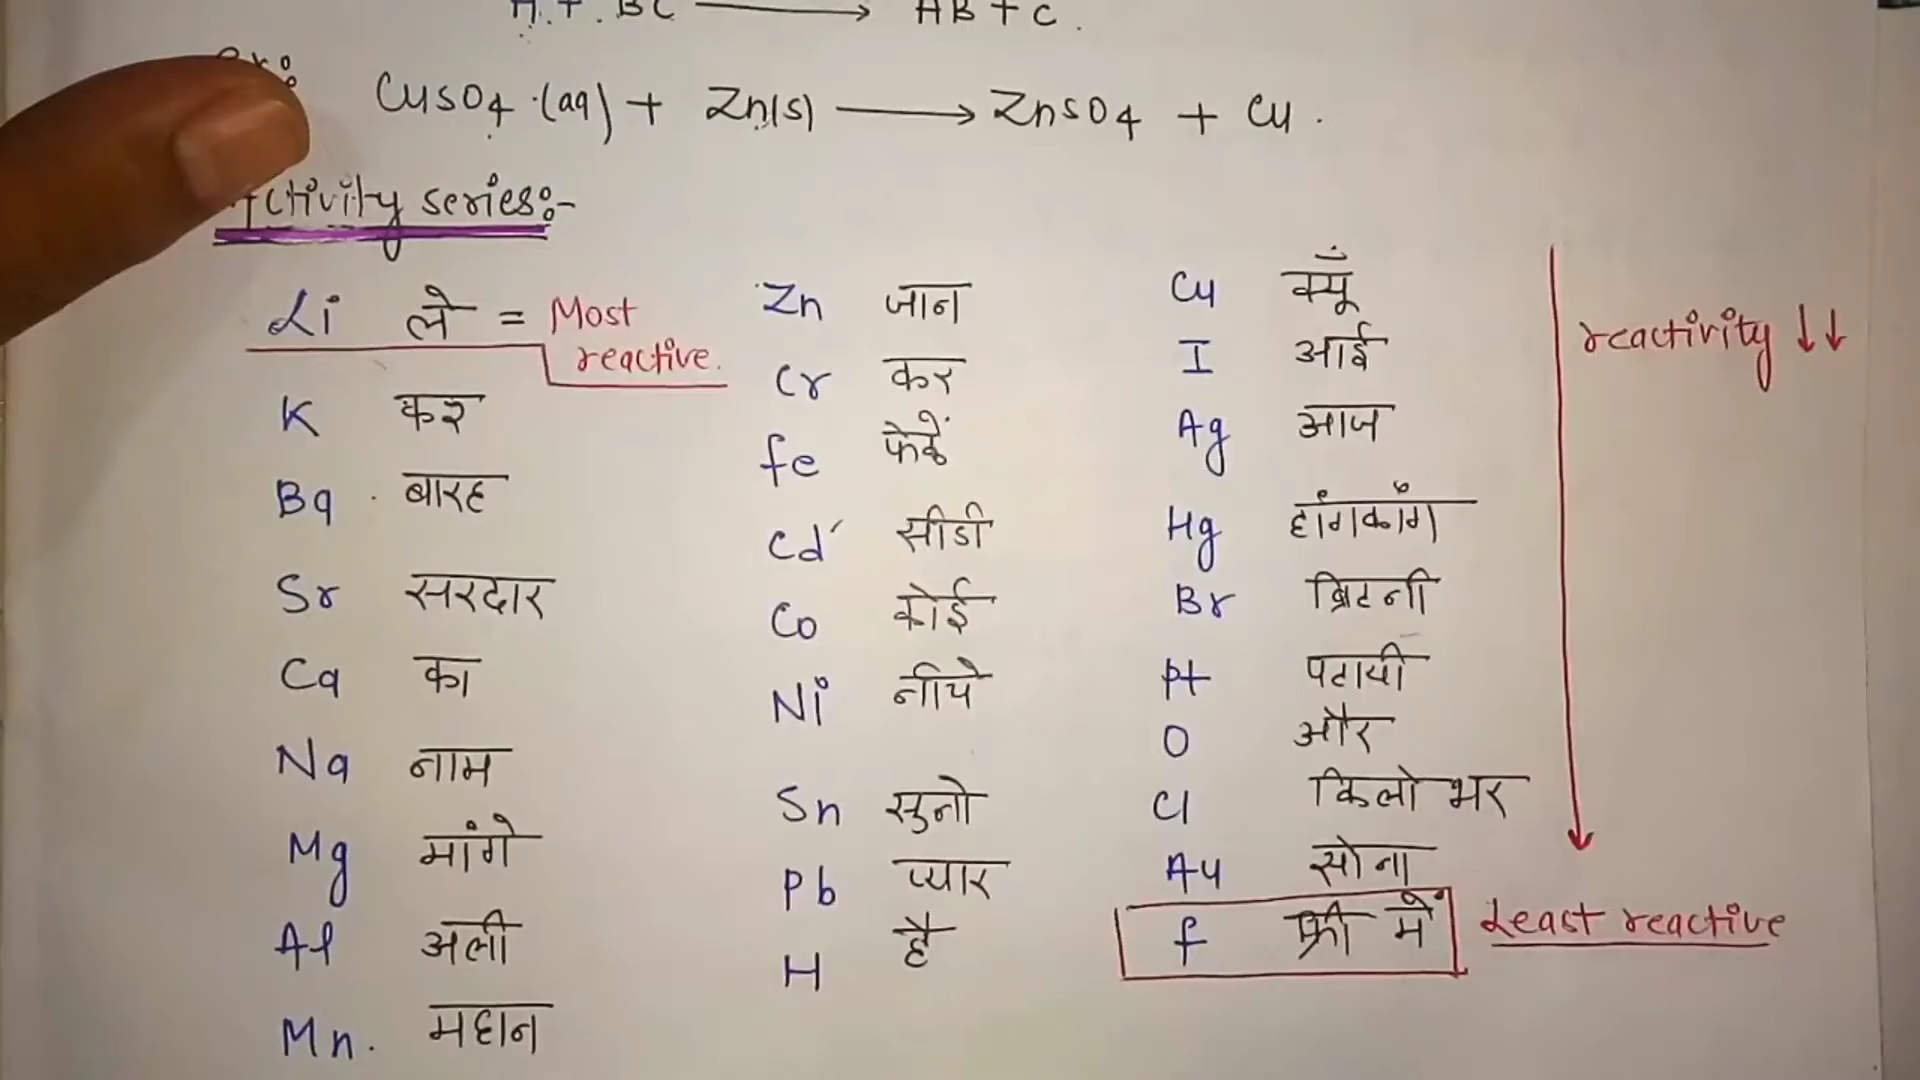 A + BC ⟶ AB + C.
CuSO4 (aq) + Zn(s) ⟶ ZnSO4 + Cu.
ctivity series:-
Li ले = Most reactive.
K कर
Ba बारह
Sr सरदार
Ca का
Na नाम
Mg मांगे
Al अली
Mn. महान
Zn जान
Cr कर
fe
Cd सीडी
Co कोई
Ni नीचे
Sn सुनो
Pb प्यार
H है
Cu क्यूँ
I आई
Ag आज
Hg हांगकांग
Br ब्रिटनी
Pt पटायी
O और
Cl किलो भर
Au सोना
f फ्री में Least reactive
reactivity ↓↓